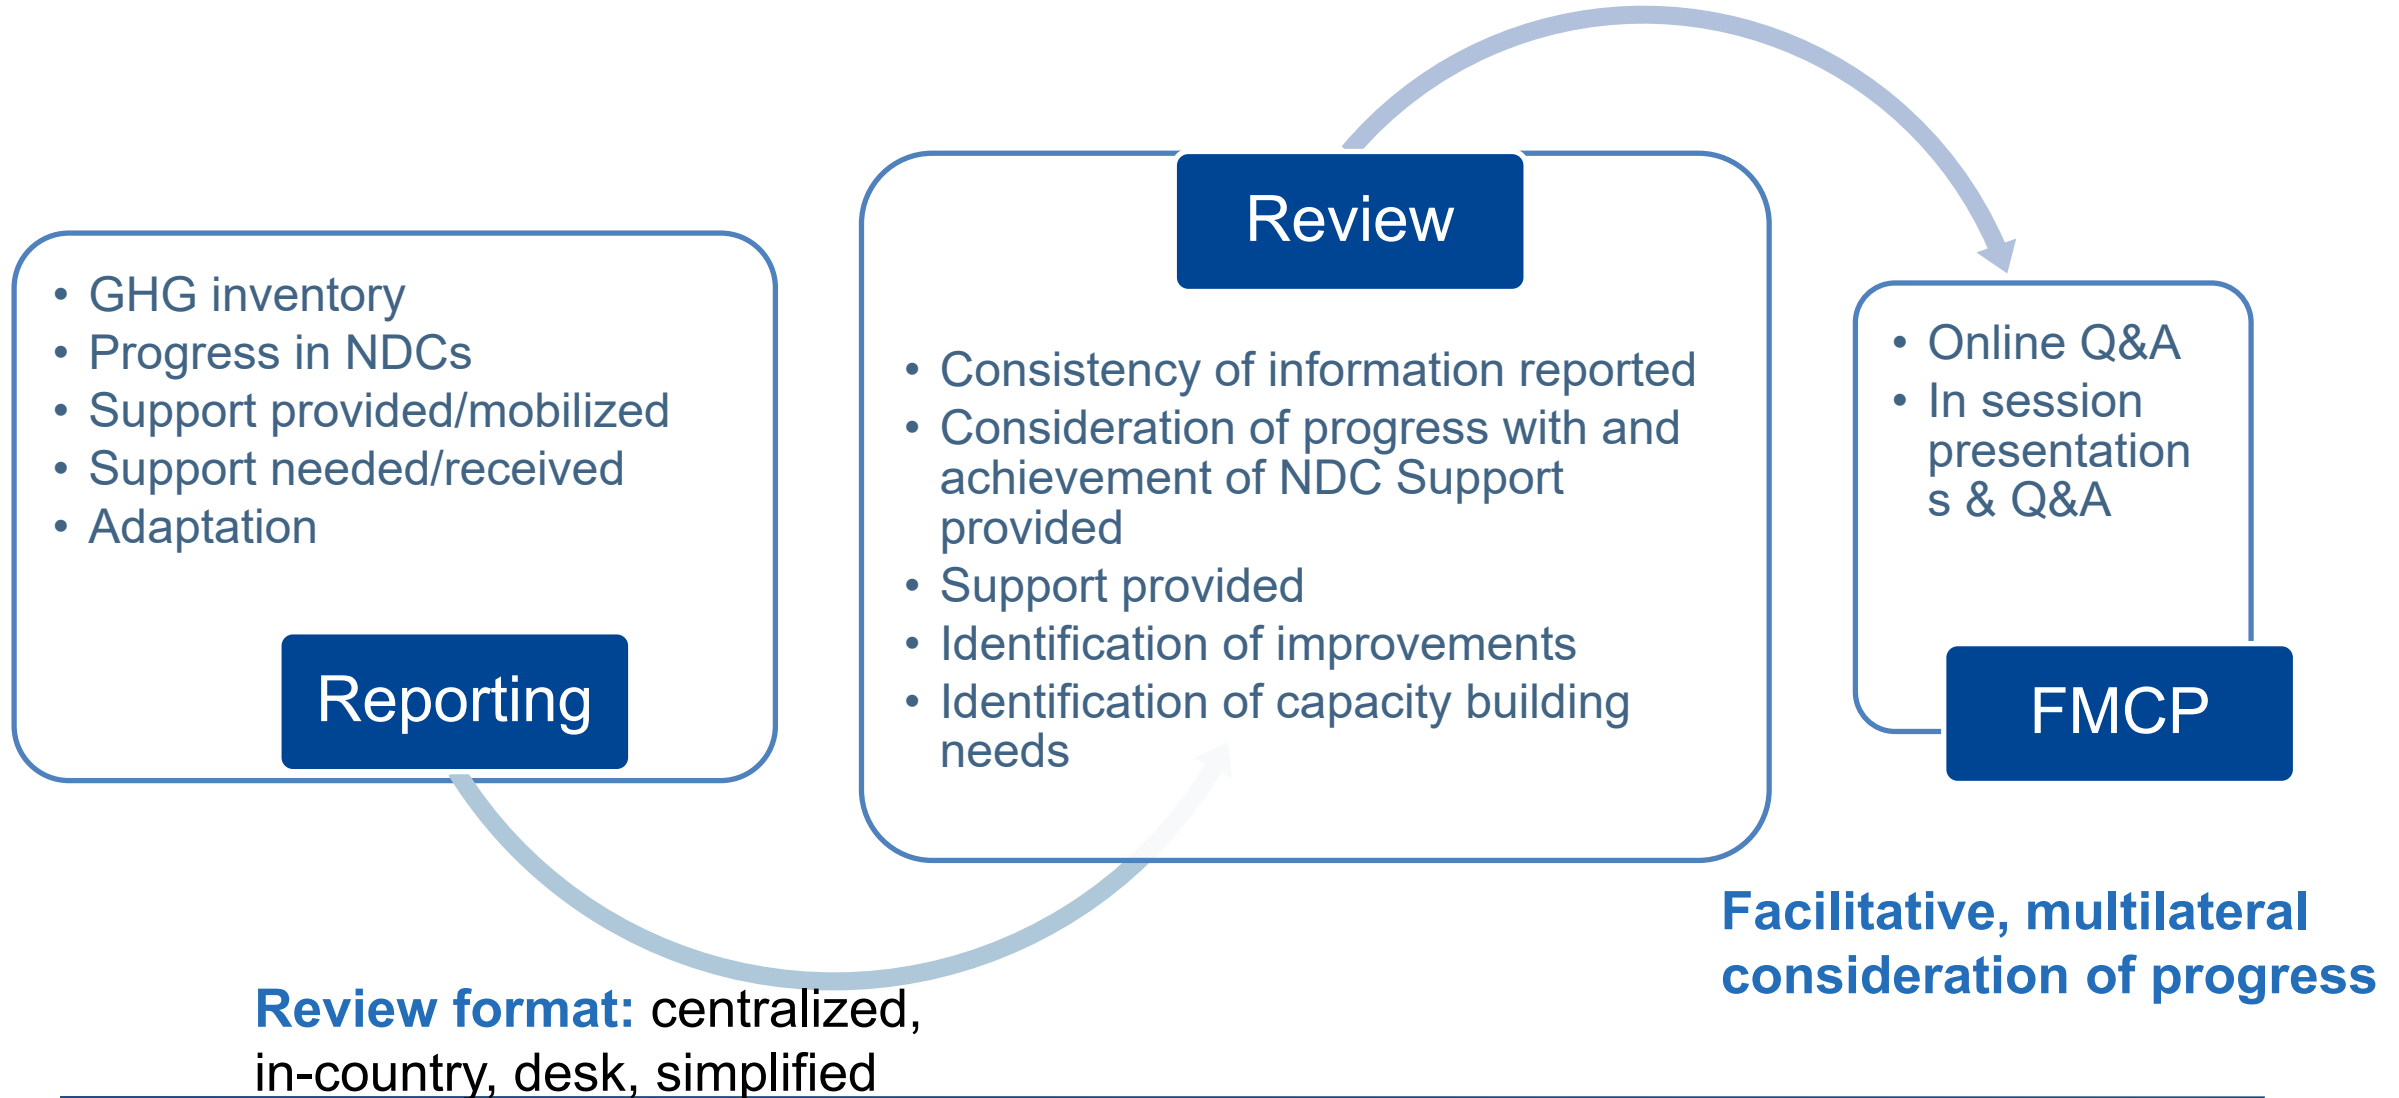 • GHG inventory
• Progress in NDCs
• Support provided/mobilized
• Support needed/received
• Adaptation
Reporting
Review
• Consistency of information reported
• Consideration of progress with and
achievement of NDC Support
provided
• Support provided
• Identification of improvements
• Identification of capacity building
needs
• Online Q&A
• In session
presentation
s & Q&A
FMCP
Facilitative, multilateral
consideration of progress
Review format: centralized,
in-country, desk, simplified